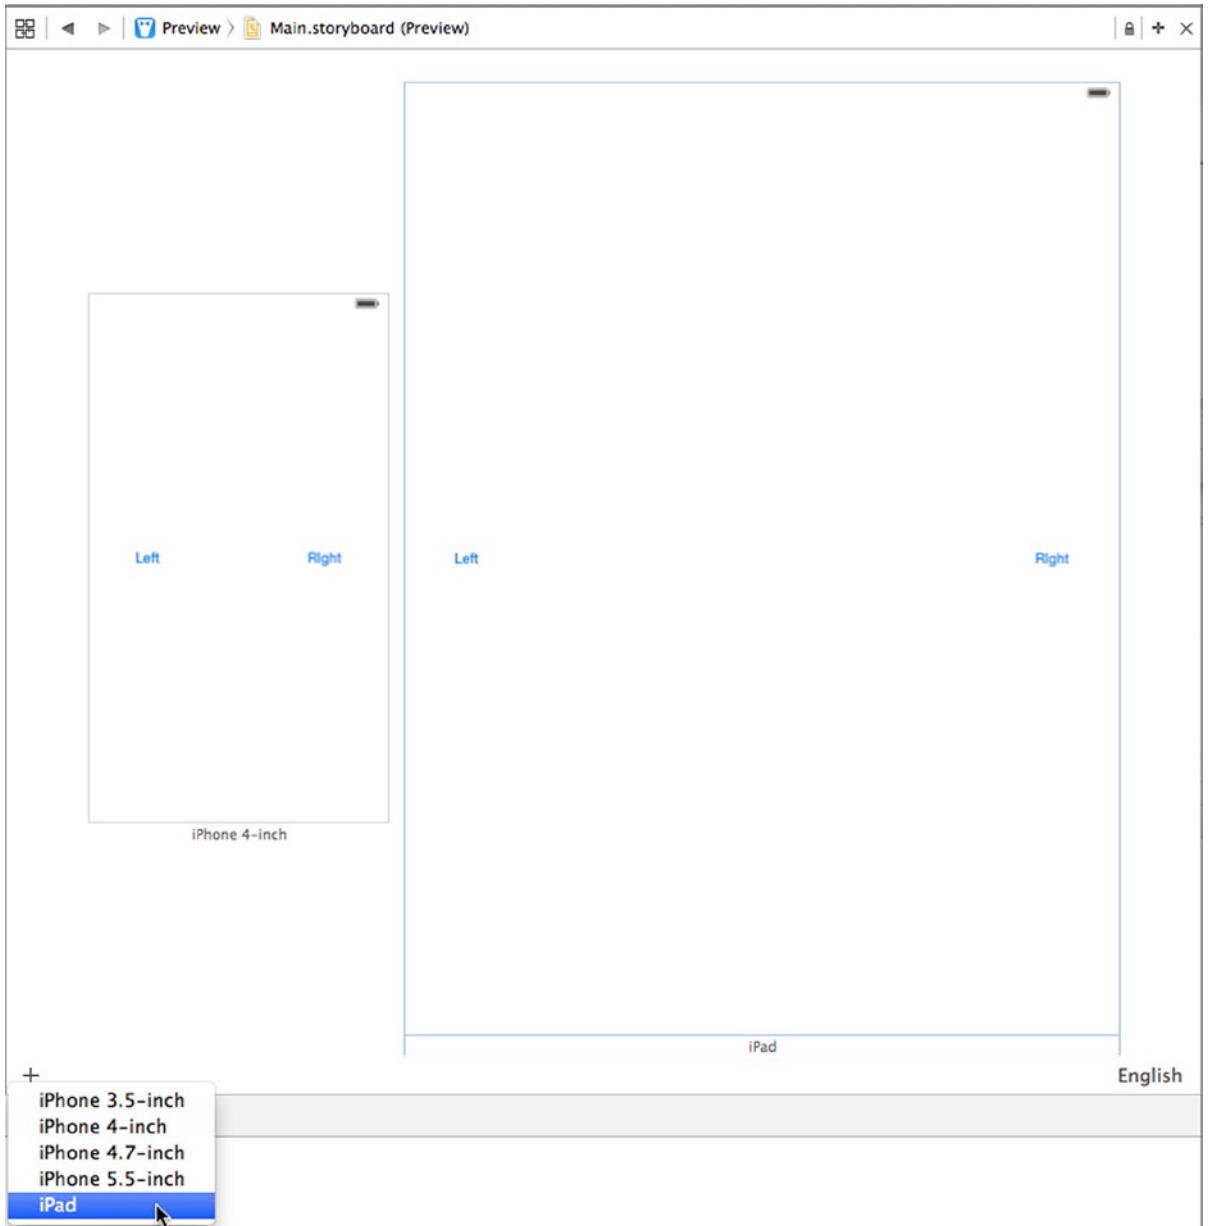 Preview
Main.storyboard (Preview)
Left RIght
iPhone 4-inch
Left RIght
iPad
English
iPhone 3.5-inch
iPhone 4-inch
iPhone 4.7-inch
iPhone 5.5-inch
iPad